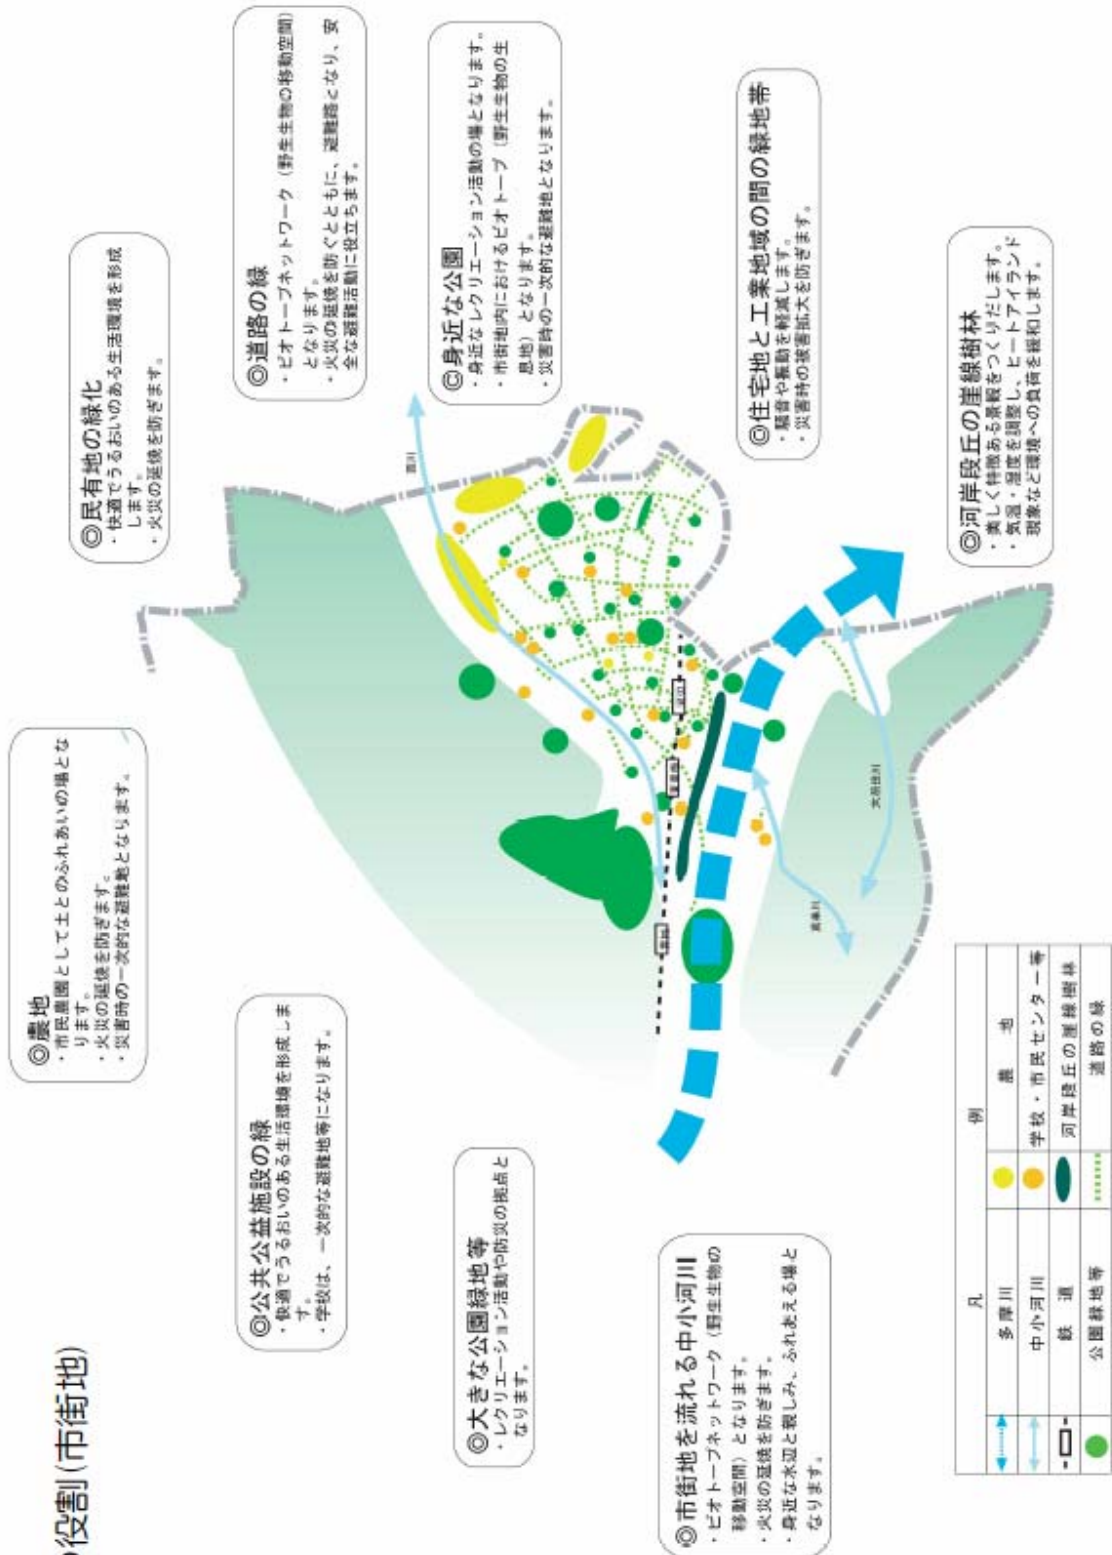 役割(市街地)
◎農地
・市民農園として土とのふれあいの場とな
ります。
・火災の延焼を防ぎます。
・災害時の一次的な避難地となります。
◎民有地の緑化
・快適でうるおいのある生活環境を形成
します。
・火災の延焼を防ぎます。
◎公共公益施設の緑
・快適でうるおいのある生活環境を形成しま
す。
・学校は、一次的な避難地等になります。
◎道路の緑
・ビオトープネットワーク(野生生物の移動空間)
となります。
・火災の延焼を防ぐとともに、避難路となり、安
全な避難活動に役立ちます。
◎大きな公園緑地等
・レクリエーション活動や防災の拠点と
なります。
◎身近な公園
・身近なレクリエーション活動の場となります。
・市街地内におけるビオトープ(野生生物の生
息地)となります。
・災害時の一次的な避難地となります。
◎市街地を流れる中小河川
・ビオトープネットワーク(野生生物の
移動空間)となります。
・火災の延焼を防ぎます。
・身近な水辺と親しみ、ふれあえる場と
なります。
◎住宅地と工業地域の間の緑地帯
・騒音や振動を軽減します。
・災害時の被害拡大を防ぎます。
◎河岸段丘の崖線樹林
・美しく特徴ある景観をつくりだします。
・気温・湿度を調整し、ヒートアイランド
現象など環境への負荷を緩和します。
大荷田川
凡 例
多摩川 農 地
中小河川 学校・市民センター等
鉄 道 河岸段丘の崖線樹林
公園緑地等 道路の緑